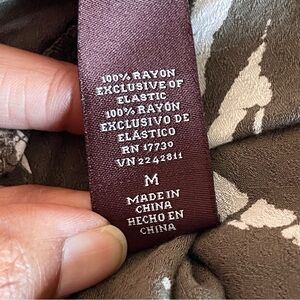 100% RAYON
EXCLUSIVE OF
ELASTIC
100% RAYON
EXCLUSIVO DE
ELÁSTICO
RN 17730
VN 2242811
M
MADE IN
CHINA
HECHO EN
CHINA